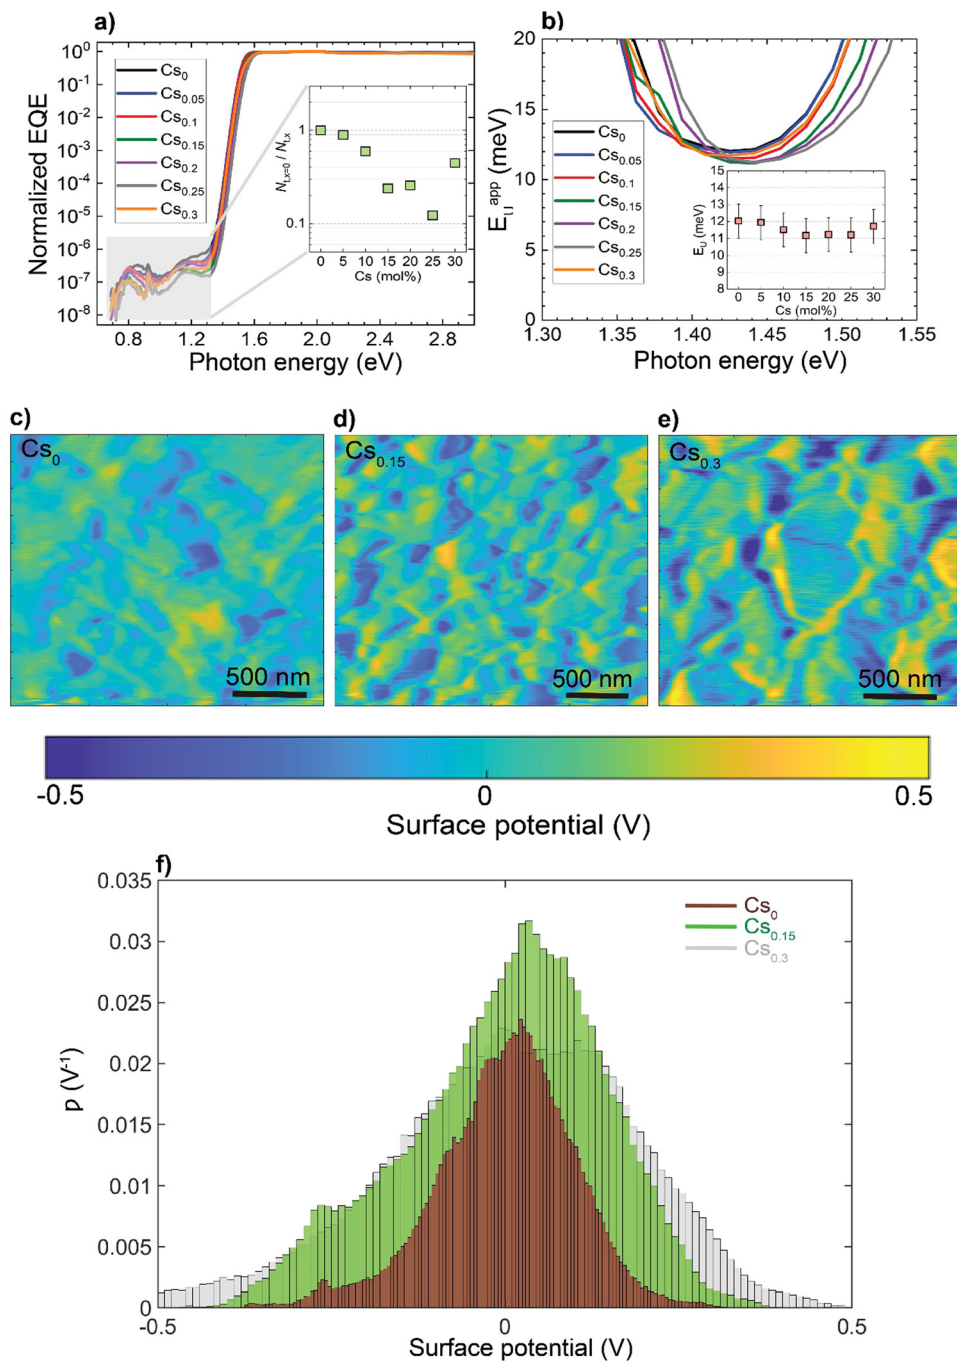 a)
Normalized EQE
10⁰
10⁻¹
10⁻²
10⁻³
10⁻⁴
10⁻⁵
10⁻⁶
10⁻⁷
10⁻⁸
Cs₀
Cs₀.₀₅
Cs₀.₁
Cs₀.₁₅
Cs₀.₂
Cs₀.₂₅
Cs₀.₃
Nt,x=0 / Nt,x
1
0.1
0 5 10 15 20 25 30
Cs (mol%)
0.8 1.2 1.6 2.0 2.4 2.8
Photon energy (eV)
b)
E_U^app (meV)
20
15
10
5
0
Cs₀
Cs₀.₀₅
Cs₀.₁
Cs₀.₁₅
Cs₀.₂
Cs₀.₂₅
Cs₀.₃
E_U (meV)
15
14
13
12
11
10
9
8
0 5 10 15 20 25 30
Cs (mol%)
1.30 1.35 1.40 1.45 1.50 1.55
Photon energy (eV)
c)
Cs₀
500 nm
d)
Cs₀.₁₅
500 nm
e)
Cs₀.₃
500 nm
-0.5 0 0.5
Surface potential (V)
f)
p (V⁻¹)
0.035
0.03
0.025
0.02
0.015
0.01
0.005
0
Cs₀
Cs₀.₁₅
Cs₀.₃
-0.5 0 0.5
Surface potential (V)